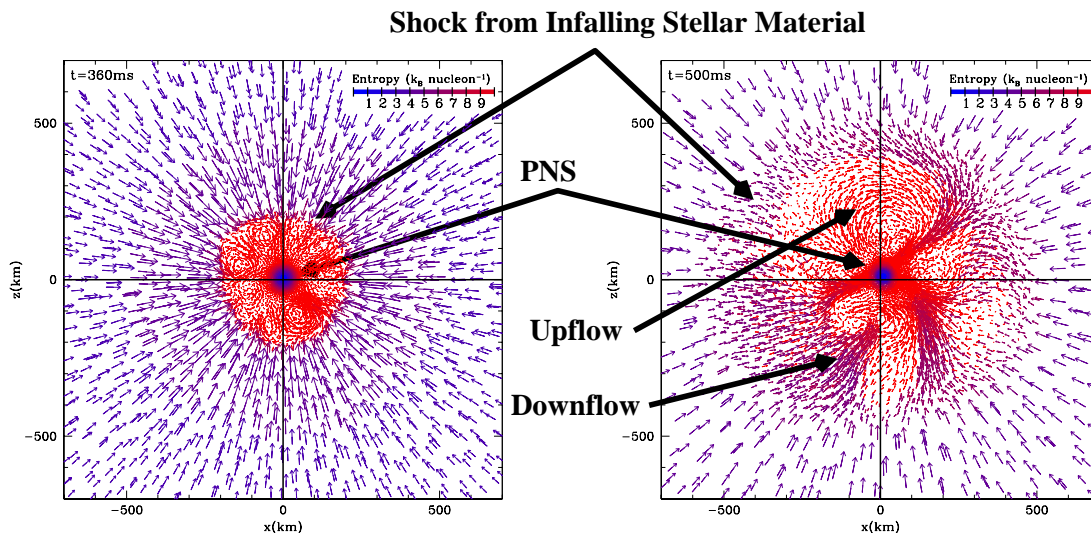 Shock from Infalling Stellar Material
t=360ms
Entropy (k_B nucleon⁻¹)
1 2 3 4 5 6 7 8 9
500
0
−500
z(km)
−500 0 500
x(km)
PNS
Upflow
Downflow
t=500ms
Entropy (k_B nucleon⁻¹)
1 2 3 4 5 6 7 8 9
500
0
−500
z(km)
−500 0 500
x(km)